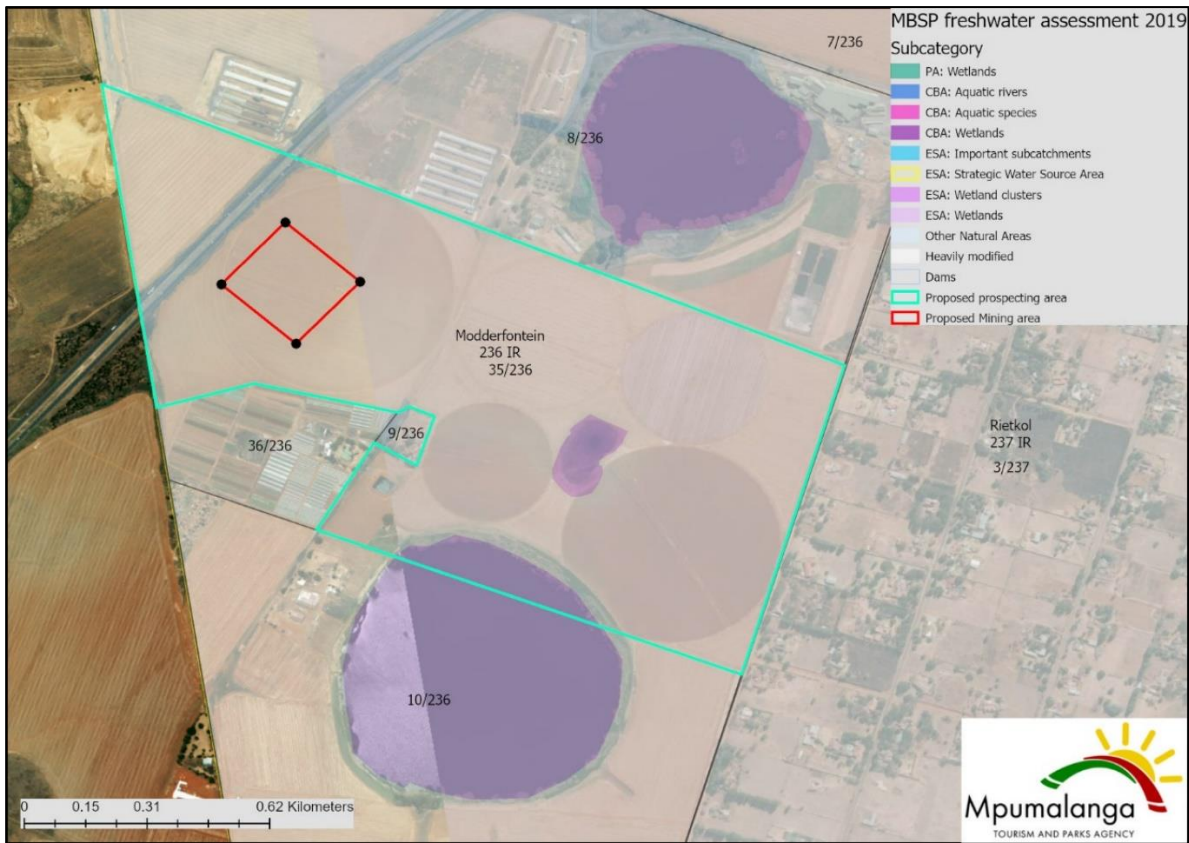 MBSP freshwater assessment 2019
Subcategory
PA: Wetlands
CBA: Aquatic rivers
CBA: Aquatic species
CBA: Wetlands
ESA: Important subcatchments
ESA: Strategic Water Source Area
ESA: Wetland clusters
ESA: Wetlands
Other Natural Areas
Heavily modified
Dams
Proposed prospecting area
Proposed Mining area
7/236
8/236
Modderfontein
236 IR
35/236
36/236
9/236
Rietkol
237 IR
3/237
10/236
0 0.15 0.31 0.62 Kilometers
Mpumalanga
TOURISM AND PARKS AGENCY